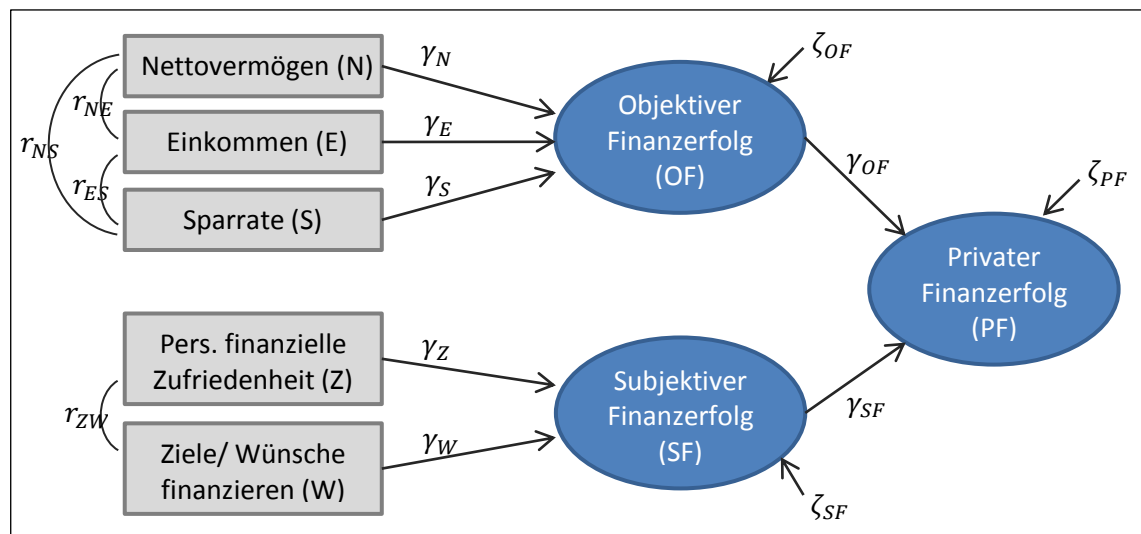 Nettovermögen (N)
Einkommen (E)
Sparrate (S)
r_NE
r_NS
r_ES
γ_N
γ_E
γ_S
Objektiver
Finanzerfolg
(OF)
ζ_OF
γ_OF
ζ_PF
Privater
Finanzerfolg
(PF)
Pers. finanzielle
Zufriedenheit (Z)
Ziele/ Wünsche
finanzieren (W)
r_ZW
γ_Z
γ_W
Subjektiver
Finanzerfolg
(SF)
γ_SF
ζ_SF